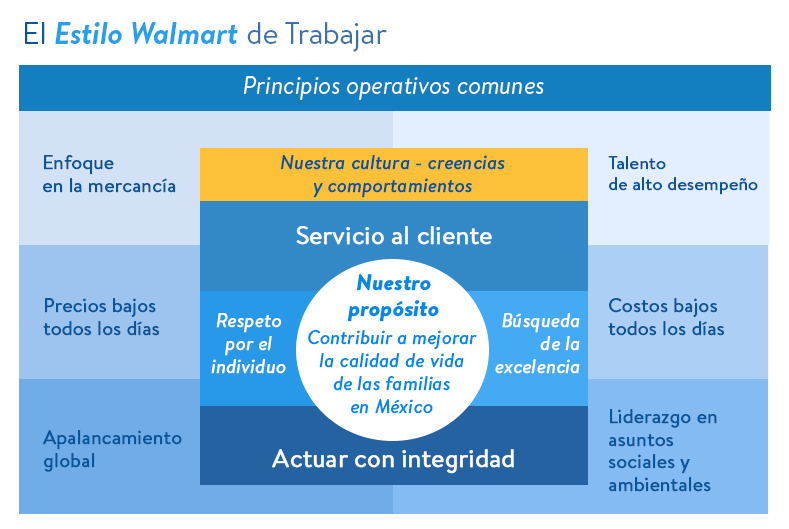 El Estilo Walmart de Trabajar
Principios operativos comunes
Enfoque
en la mercancía
Precios bajos
todos los días
Apalancamiento
global
Nuestra cultura - creencias
y comportamientos
Servicio al cliente
Respeto
por el
individuo
Nuestro
propósito
Contribuir a mejorar
la calidad de vida
de las familias
en México
Búsqueda
de la
excelencia
Actuar con integridad
Talento
de alto desempeño
Costos bajos
todos los días
Liderazgo en
asuntos
sociales y
ambientales